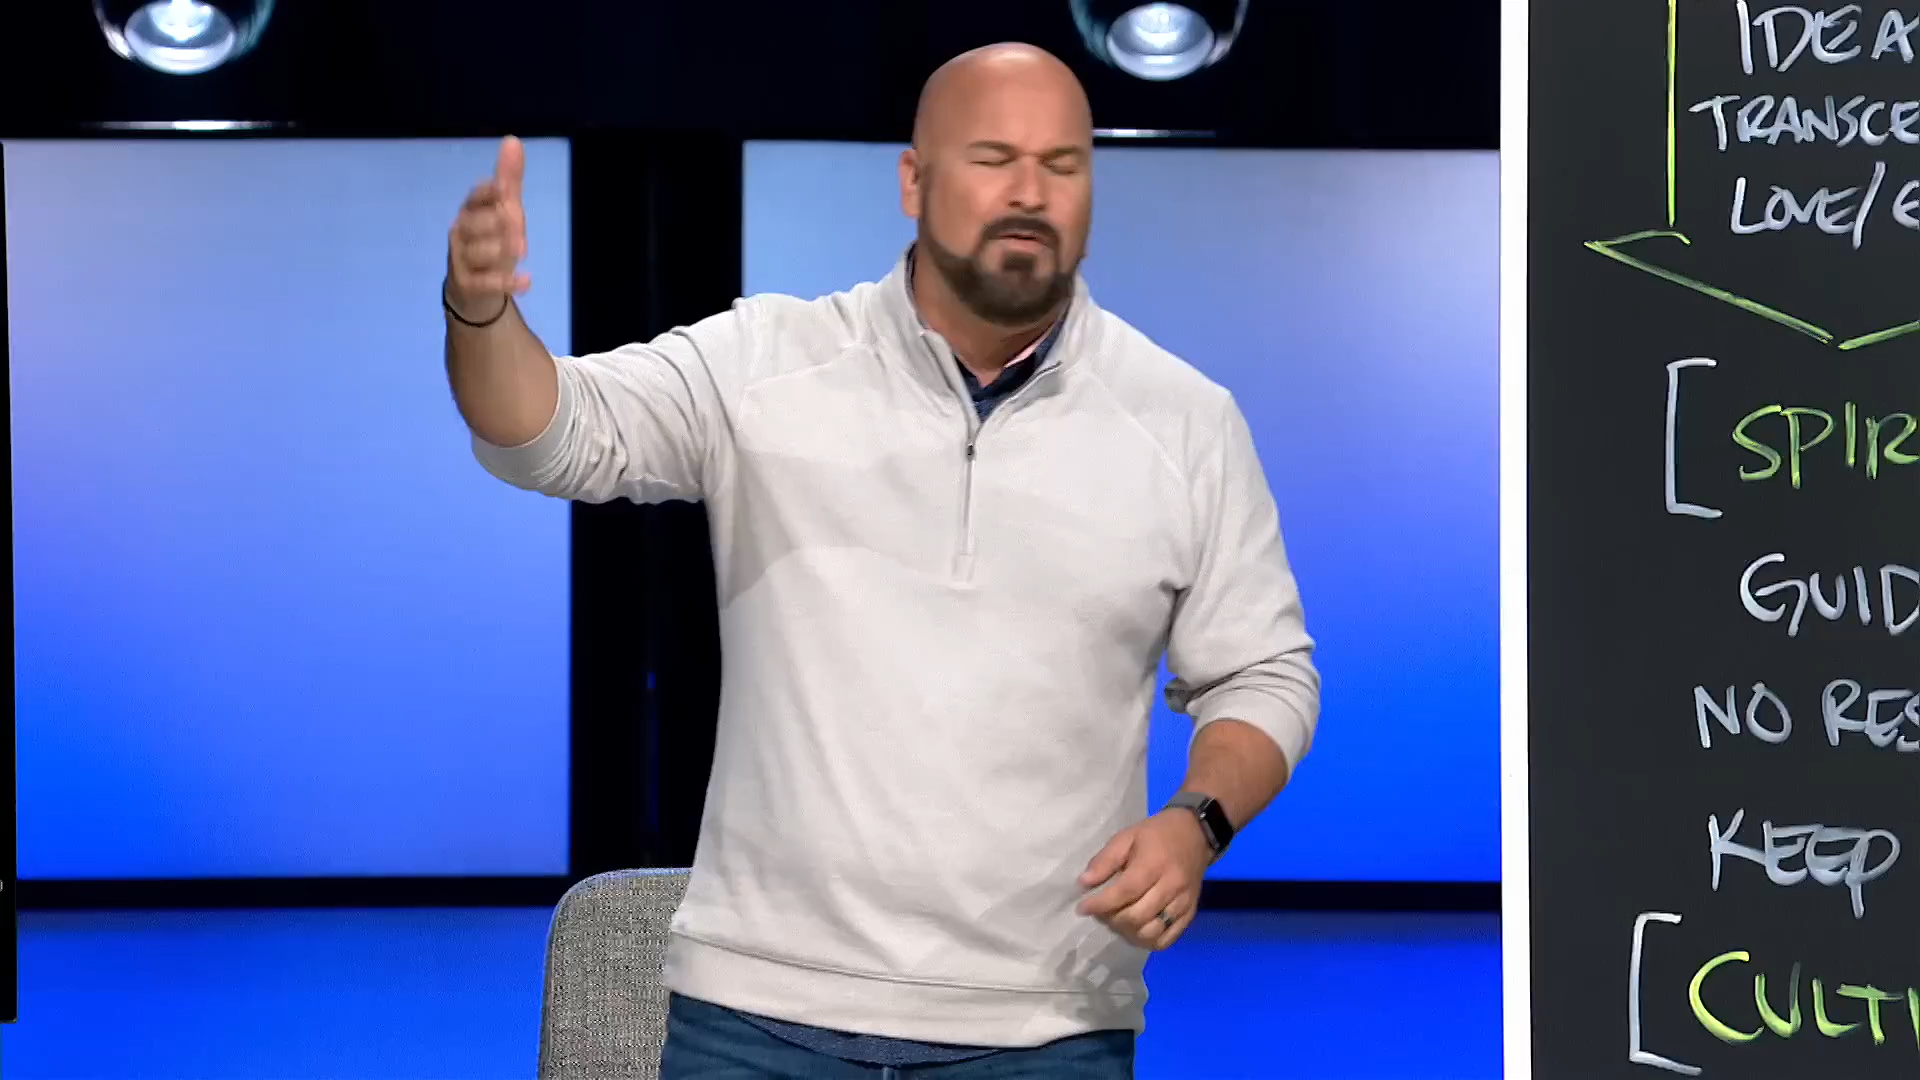 IDEA
TRANSCE
LOVE/
[SPIR
GUID
NO RES
KEEP
[CULT